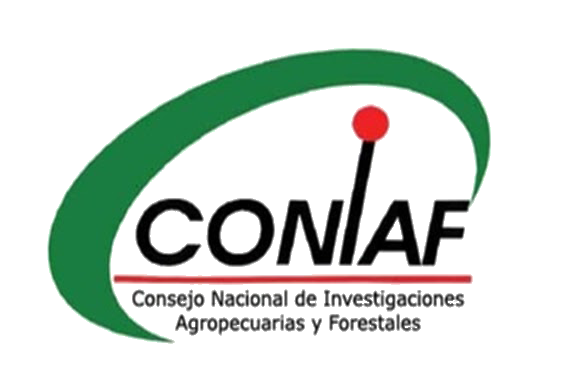 CONIAF
Consejo Nacional de Investigaciones
Agropecuarias y Forestales